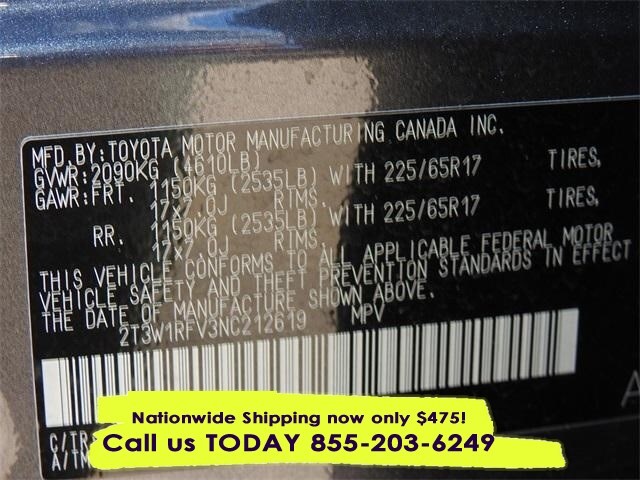 MFD. BY: TOYOTA MOTOR MANUFACTURING CANADA INC.
GVWR: 2090KG (4610LB)
GAWR: FRT. 1150KG (2535LB) WITH 225/65R17 TIRES,
17x7.0J RIMS.
RR. 1150KG (2535LB) WITH 225/65R17 TIRES,
17x7.0J RIMS.
THIS VEHICLE CONFORMS TO ALL APPLICABLE FEDERAL MOTOR
VEHICLE SAFETY AND THEFT PREVENTION STANDARDS IN EFFECT
THE DATE OF MANUFACTURE SHOWN ABOVE.
2T3W1RFV3NC212619 MPV
C/TR
A/TM
Nationwide Shipping now only $475!
Call us TODAY 855-203-6249